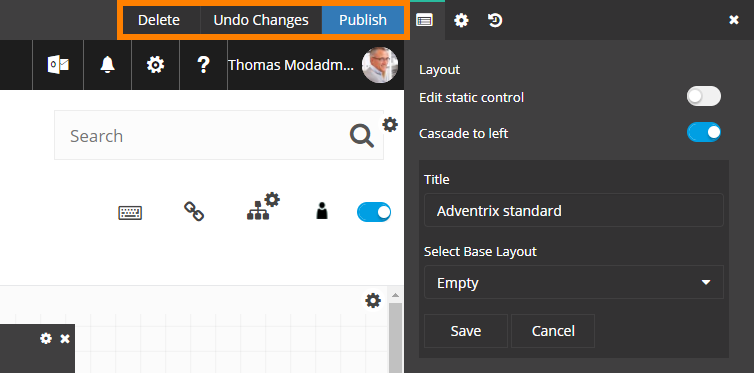 Delete Undo Changes Publish
? Thomas Modadm...
Search
Layout
Edit static control
Cascade to left
Title
Adventrix standard
Select Base Layout
Empty
Save Cancel